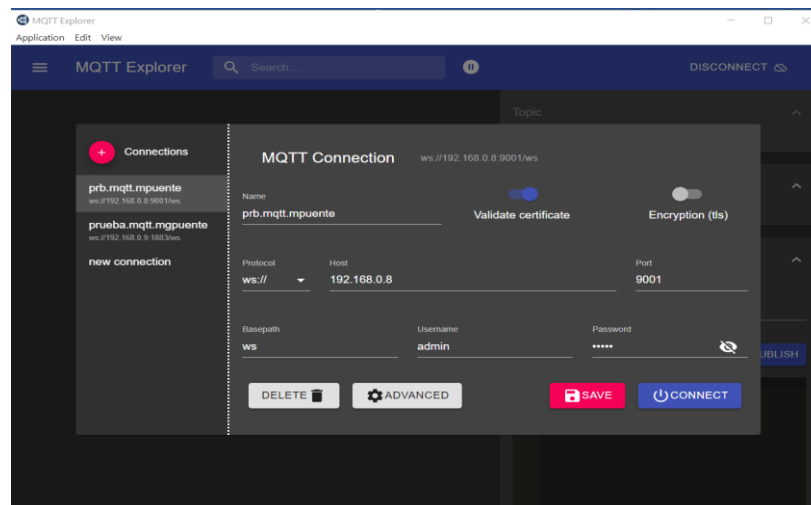 MQTT Explorer
Application Edit View
MQTT Explorer Search... DISCONNECT
Topic
+ Connections
prb.mqtt.mpuente
ws://192.168.0.8:9001/ws
prueba.mqtt.mgpuente
ws://192.168.0.9:1883/ws
new connection
MQTT Connection ws://192.168.0.8:9001/ws
Name
prb.mqtt.mpuente
Validate certificate
Encryption (tls)
Protocol Host Port
ws:// 192.168.0.8 9001
Basepath Username Password
ws admin •••••
DELETE ADVANCED SAVE CONNECT
UBLISH